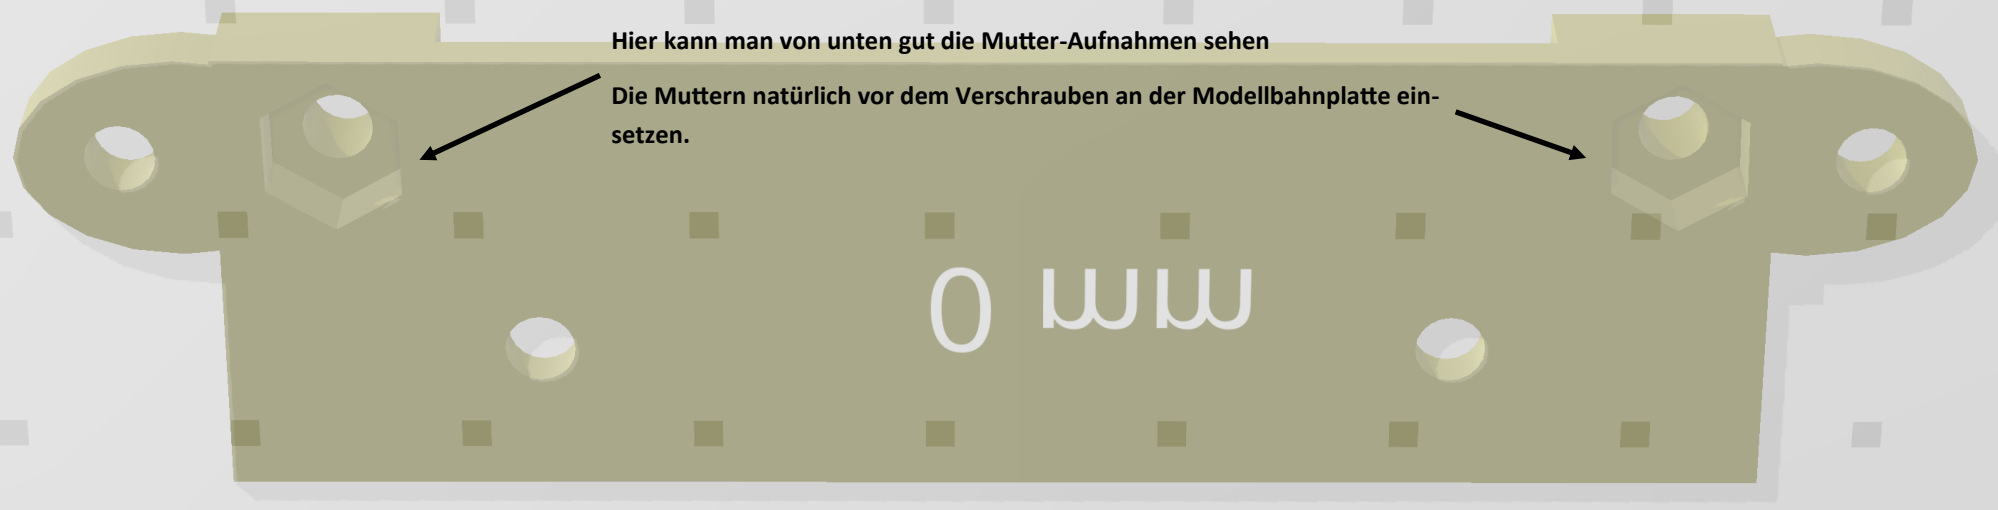 Hier kann man von unten gut die Mutter-Aufnahmen sehen
Die Muttern natürlich vor dem Verschrauben an der Modellbahnplatte ein-
setzen.
0 mm